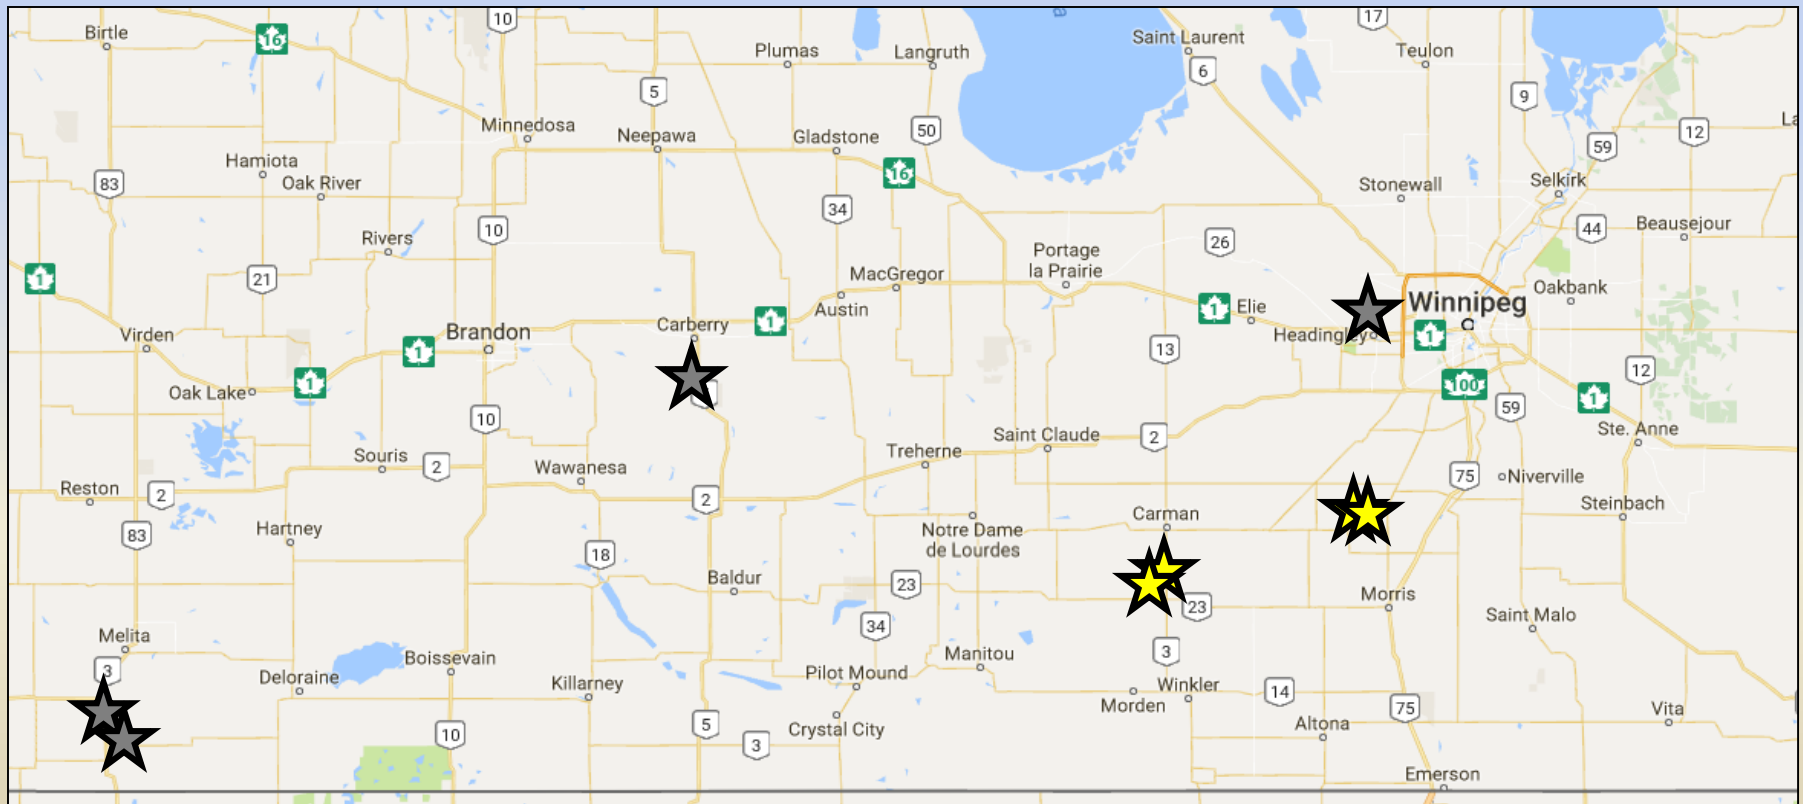 Birtle
16
10
Plumas
Langruth
Saint Laurent
6
17
Teulon
5
9
Minnedosa
Neepawa
Gladstone
50
12
59
Hamiota
Oak River
83
16
Stonewall
Selkirk
34
10
Rivers
26
44
Beausejour
1
21
Portage
la Prairie
MacGregor
Austin
1
Elie
Winnipeg
Oakbank
Virden
Brandon
Carberry
1
Headingley
1
1
13
Oak Lake
1
100
12
1
59
10
Ste. Anne
Souris
2
Wawanesa
Treherne
Saint Claude
2
75
Niverville
Reston
2
2
Steinbach
83
Hartney
Notre Dame
de Lourdes
Carman
18
Baldur
23
23
Morris
34
Saint Malo
Melita
3
Boissevain
Deloraine
Killarney
Pilot Mound
Manitou
3
Winkler
Morden
14
75
Vita
10
5
3
Crystal City
Altona
Emerson